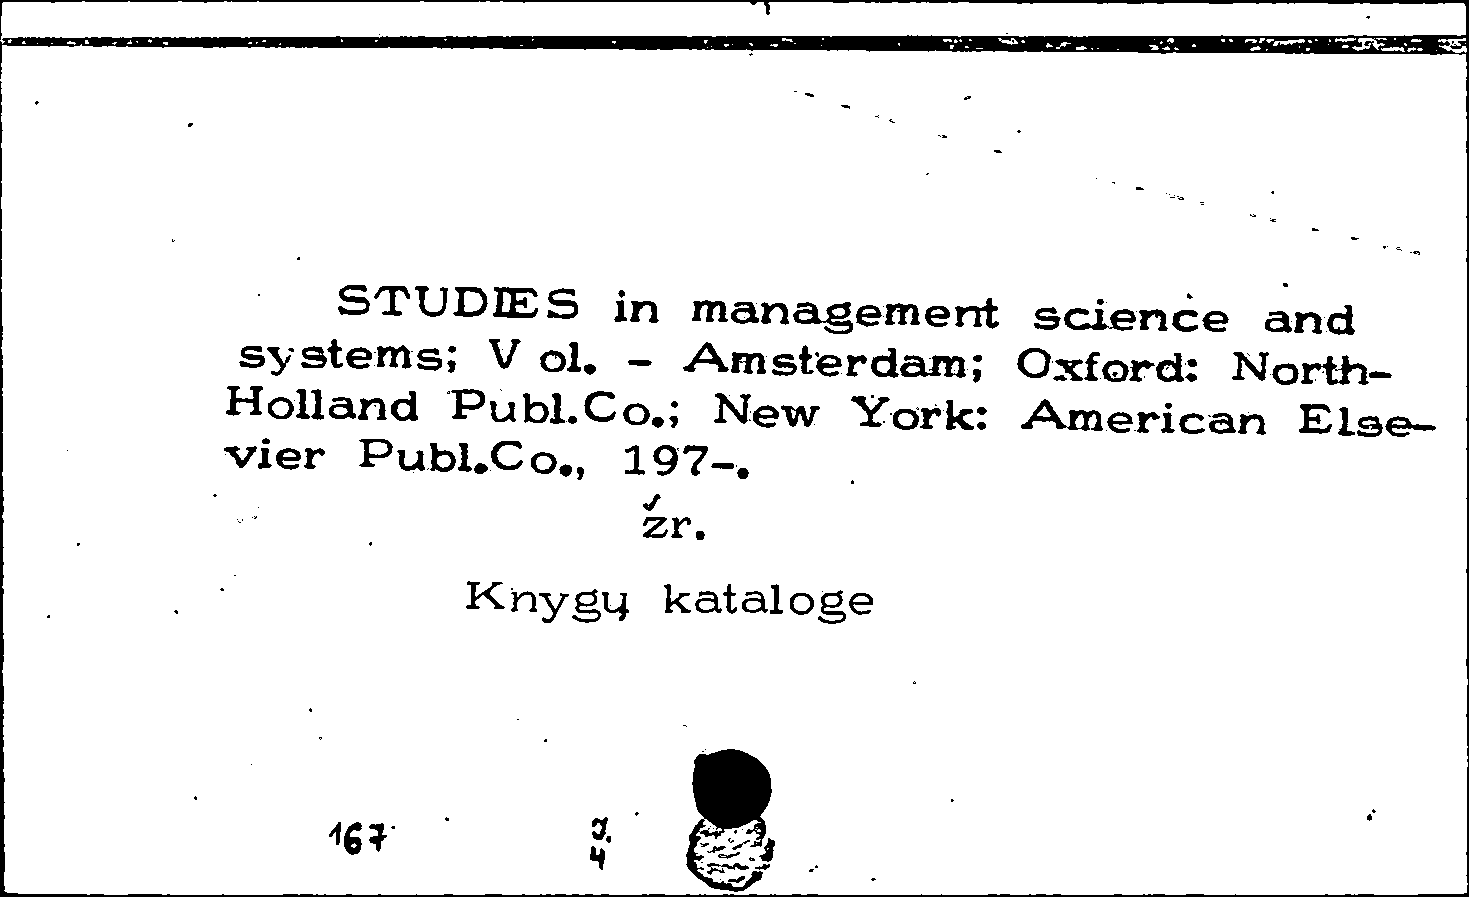 STUDIES in management science and
systems; Vol. - Amsterdam; Oxford: North-
Holland Publ.Co.; New York: American Else-
vier Publ.Co., 197-.
žr.
Knygų kataloge
167
4